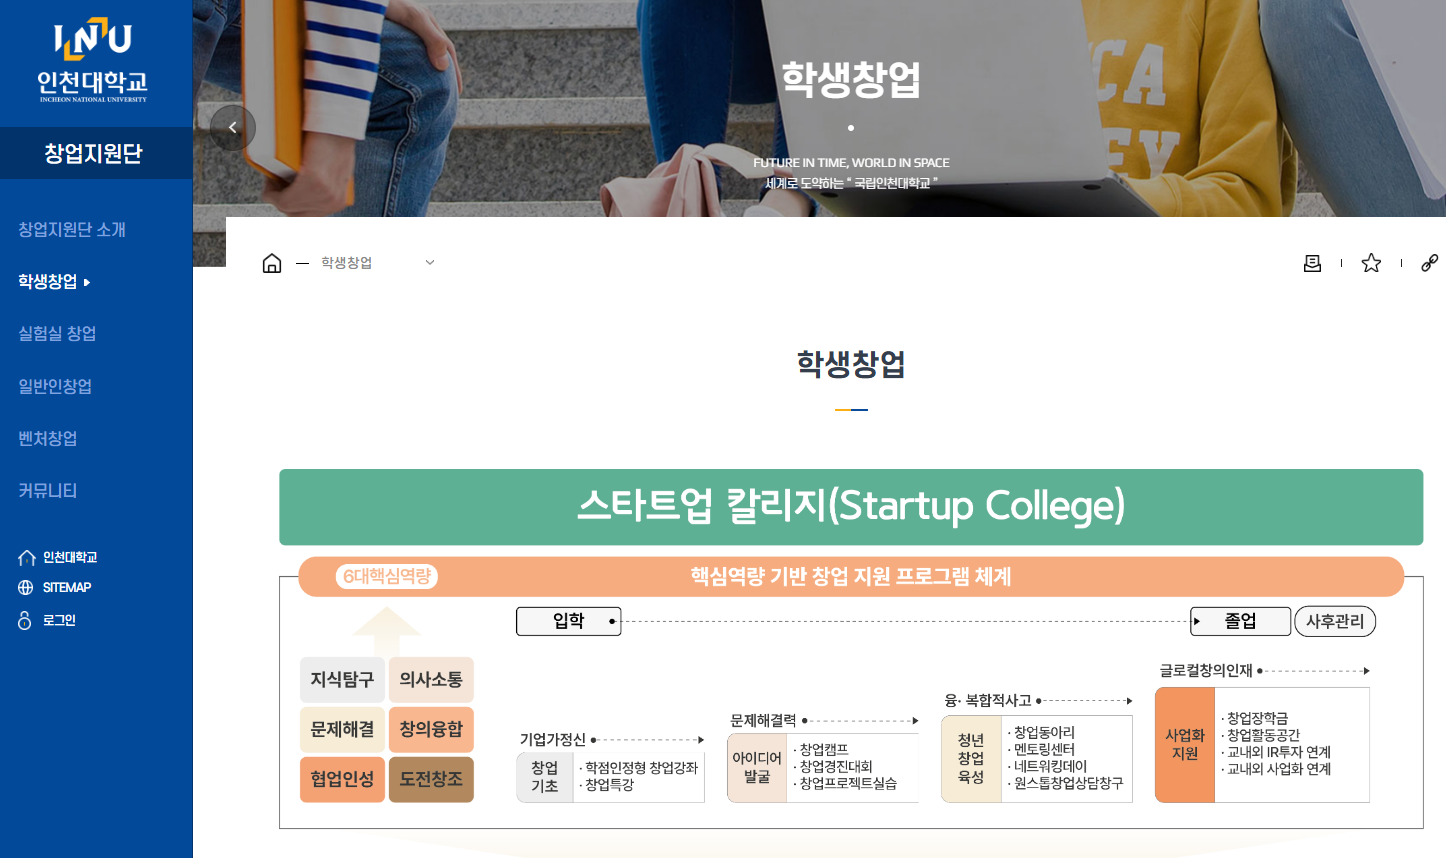 INU
인천대학교
INCHEON NATIONAL UNIVERSITY
창업지원단
창업지원단 소개
학생창업
실험실 창업
일반인창업
벤처창업
커뮤니티
인천대학교
SITEMAP
로그인
학생창업
FUTURE IN TIME, WORLD IN SPACE
세계로 도약하는 “ 국립인천대학교 ”
학생창업
학생창업
스타트업 칼리지(Startup College)
6대핵심역량
핵심역량 기반 창업 지원 프로그램 체계
입학
졸업
사후관리
지식탐구
의사소통
문제해결
창의융합
협업인성
도전창조
기업가정신
창업
기초
· 학점인정형 창업강좌
· 창업특강
문제해결력
아이디어
발굴
· 창업캠프
· 창업경진대회
· 창업프로젝트실습
융· 복합적사고
청년
창업
육성
· 창업동아리
· 멘토링센터
· 네트워킹데이
· 원스톱창업상담창구
글로컬창의인재
사업화
지원
· 창업장학금
· 창업활동공간
· 교내외 IR투자 연계
· 교내외 사업화 연계